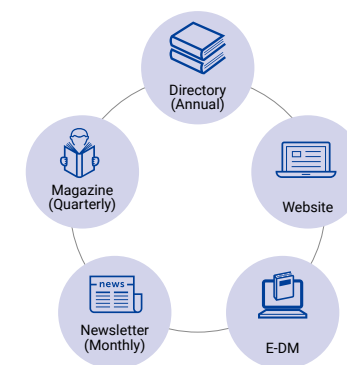 Directory
(Annual)
Website
E-DM
news
Newsletter
(Monthly)
Magazine
(Quarterly)